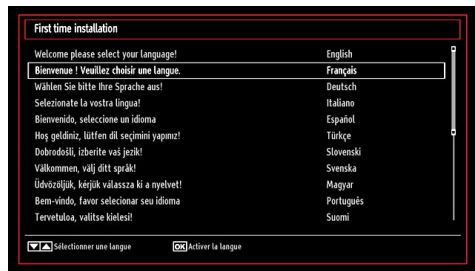 First time installation
Welcome please select your language! English
Bienvenue ! Veuillez choisir une langue. Français
Wählen Sie bitte Ihre Sprache aus! Deutsch
Selezionate la vostra lingua! Italiano
Bienvenido, seleccione un idioma Español
Hoş geldiniz, lütfen dil seçimini yapınız! Türkçe
Dobrodošli, izberite vaš jezik! Slovenski
Välkommen, välj ditt språk! Svenska
Üdvözöljük, kérjük válassza ki a nyelvet! Magyar
Bem-vindo, favor selecionar seu idioma Português
Tervetuloa, valitse kielesi! Suomi
Sélectionner une langue OK Activer la langue